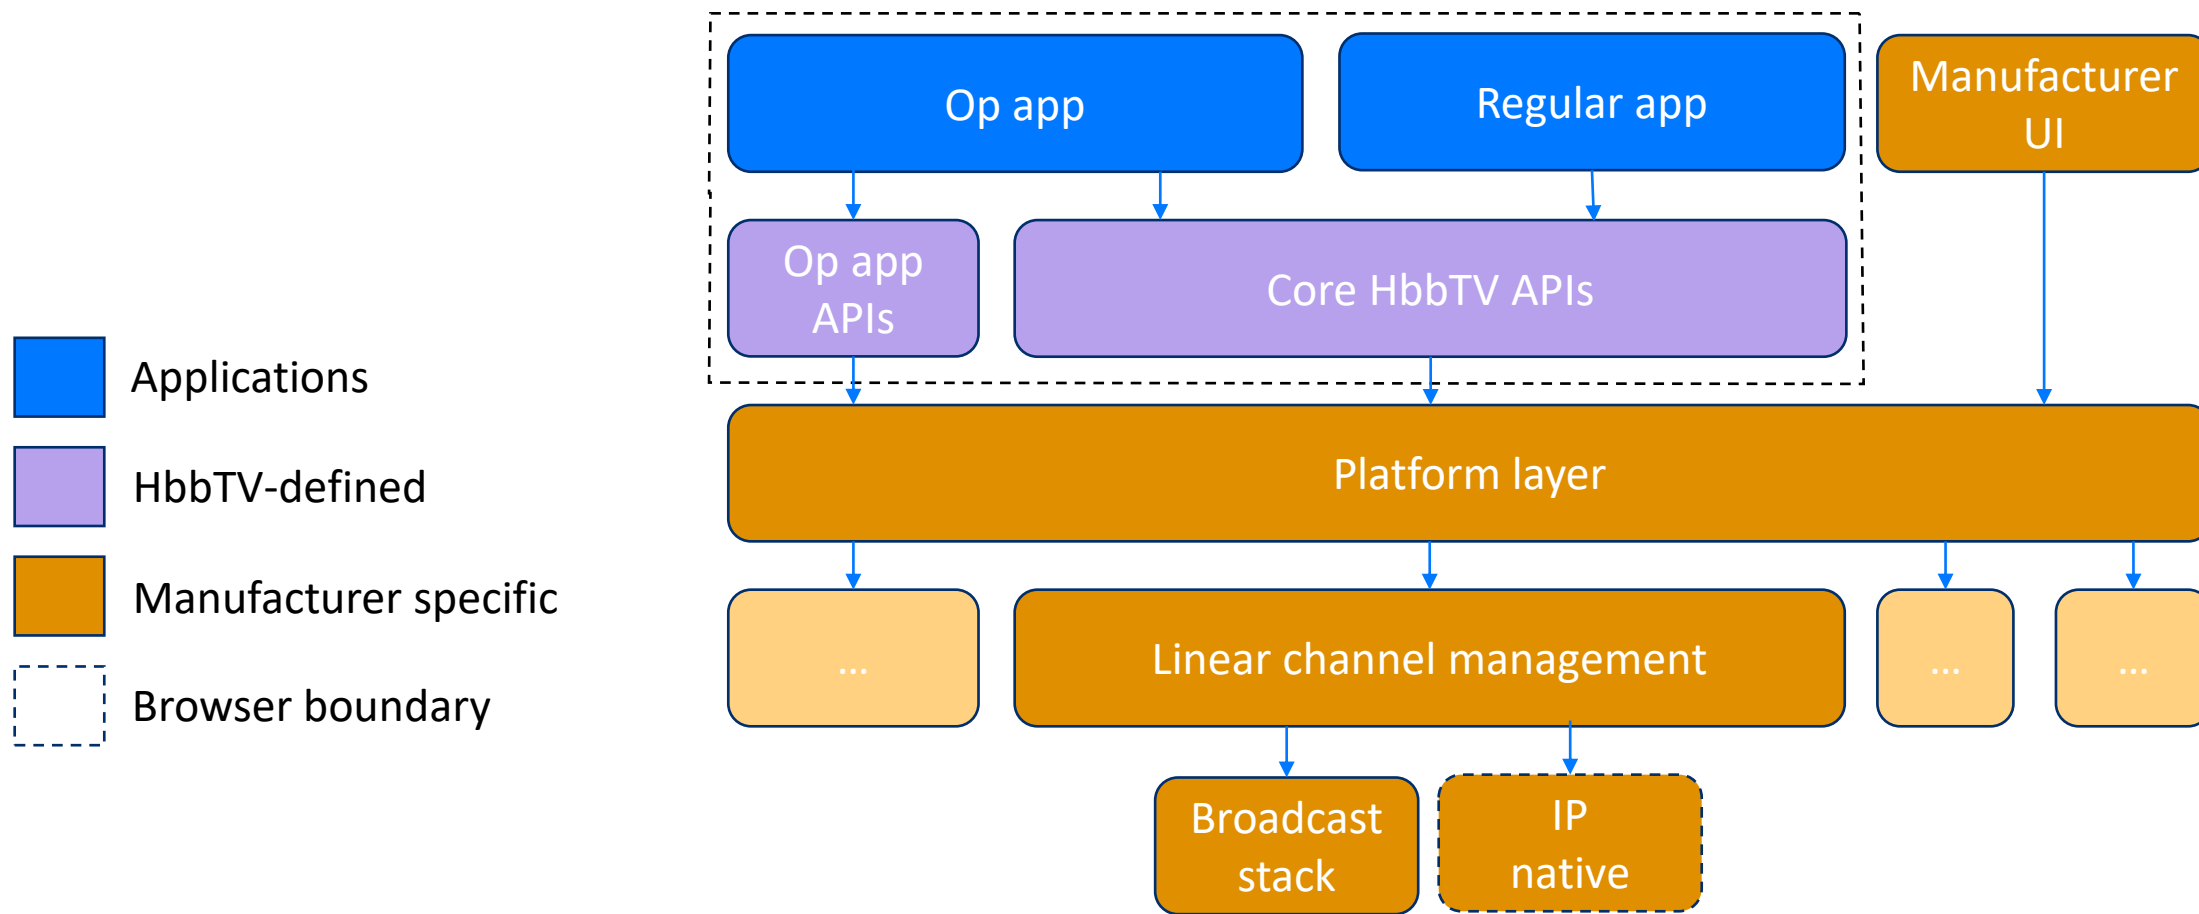 Op app
Regular app
Manufacturer
UI
Op app
APIs
Core HbbTV APIs
Applications
HbbTV-defined
Manufacturer specific
Browser boundary
Platform layer
...
Linear channel management
...
...
Broadcast
stack
IP
native